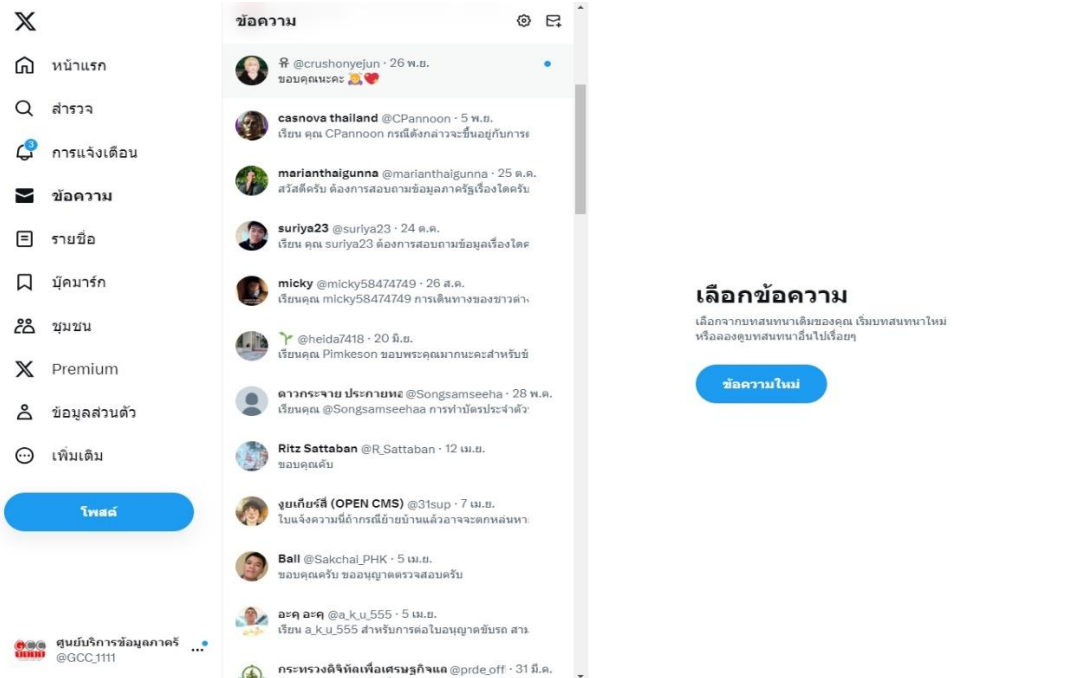 หน้าแรก
สำรวจ
3
การแจ้งเตือน
ข้อความ
รายชื่อ
บุ๊คมาร์ก
ชุมชน
Premium
ข้อมูลส่วนตัว
เพิ่มเติม
โพสต์
ศูนย์บริการข้อมูลภาครั
@GCC_1111
ข้อความ
유 @crushonyejun · 26 พ.ย.
ขอบคุณนะคะ
casnova thailand @CPannoon · 5 พ.ย.
เรียน คุณ CPannoon กรณีดังกล่าวจะขึ้นอยู่กับการ
marianthaigunna @marianthaigunna · 25 ต.ค.
สวัสดีครับ ต้องการสอบถามข้อมูลภาครัฐเรื่องใดครับ
suriya23 @suriya23 · 24 ต.ค.
เรียน คุณ suriya23 ต้องการสอบถามข้อมูลเรื่องใด
micky @micky58474749 · 26 ส.ค.
เรียนคุณ micky58474749 การเดินทางของชาวต่าง
@heida7418 · 20 มิ.ย.
เรียนคุณ Pimkeson ขอบพระคุณมากนะคะสำหรับข้
ดาวกระจาย ประกายทอ @Songsamseeha · 28 พ.ค.
เรียนคุณ @Songsamseehaa การทำบัตรประจำตัว
Ritz Sattaban @R_Sattaban · 12 เม.ย.
ขอบคุณคับ
งูยเกียร์สี่ (OPEN CMS) @31sup · 7 เม.ย.
ใบแจ้งความนี่ถ้ากรณีย้ายบ้านแล้วอาจจะตกหล่นหา
Ball @Sakchai_PHK · 5 เม.ย.
ขอบคุณครับ ขออนุญาตตรวจสอบครับ
อะคุ อะคุ @a_k_u_555 · 5 เม.ย.
เรียน a_k_u_555 สำหรับการต่อใบอนุญาตขับรถ สาม
กระทรวงดิจิทัลเพื่อเศรษฐกิจแล @prde_off · 31 มี.ค.
เลือกข้อความ
เลือกจากบทสนทนาเดิมของคุณ เริ่มบทสนทนาใหม่
หรือลองดูบทสนทนาอื่นไปเรื่อยๆ
ข้อความใหม่